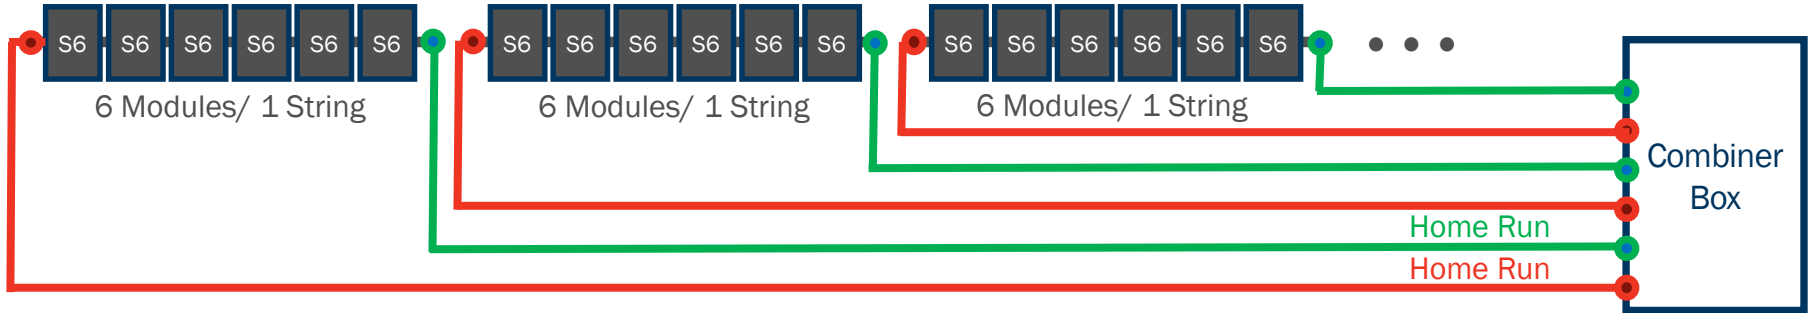 S6 S6 S6 S6 S6 S6 S6 S6 S6 S6 S6 S6 S6 S6 S6 S6 S6 S6
6 Modules/ 1 String 6 Modules/ 1 String 6 Modules/ 1 String
Combiner
Box
Home Run
Home Run